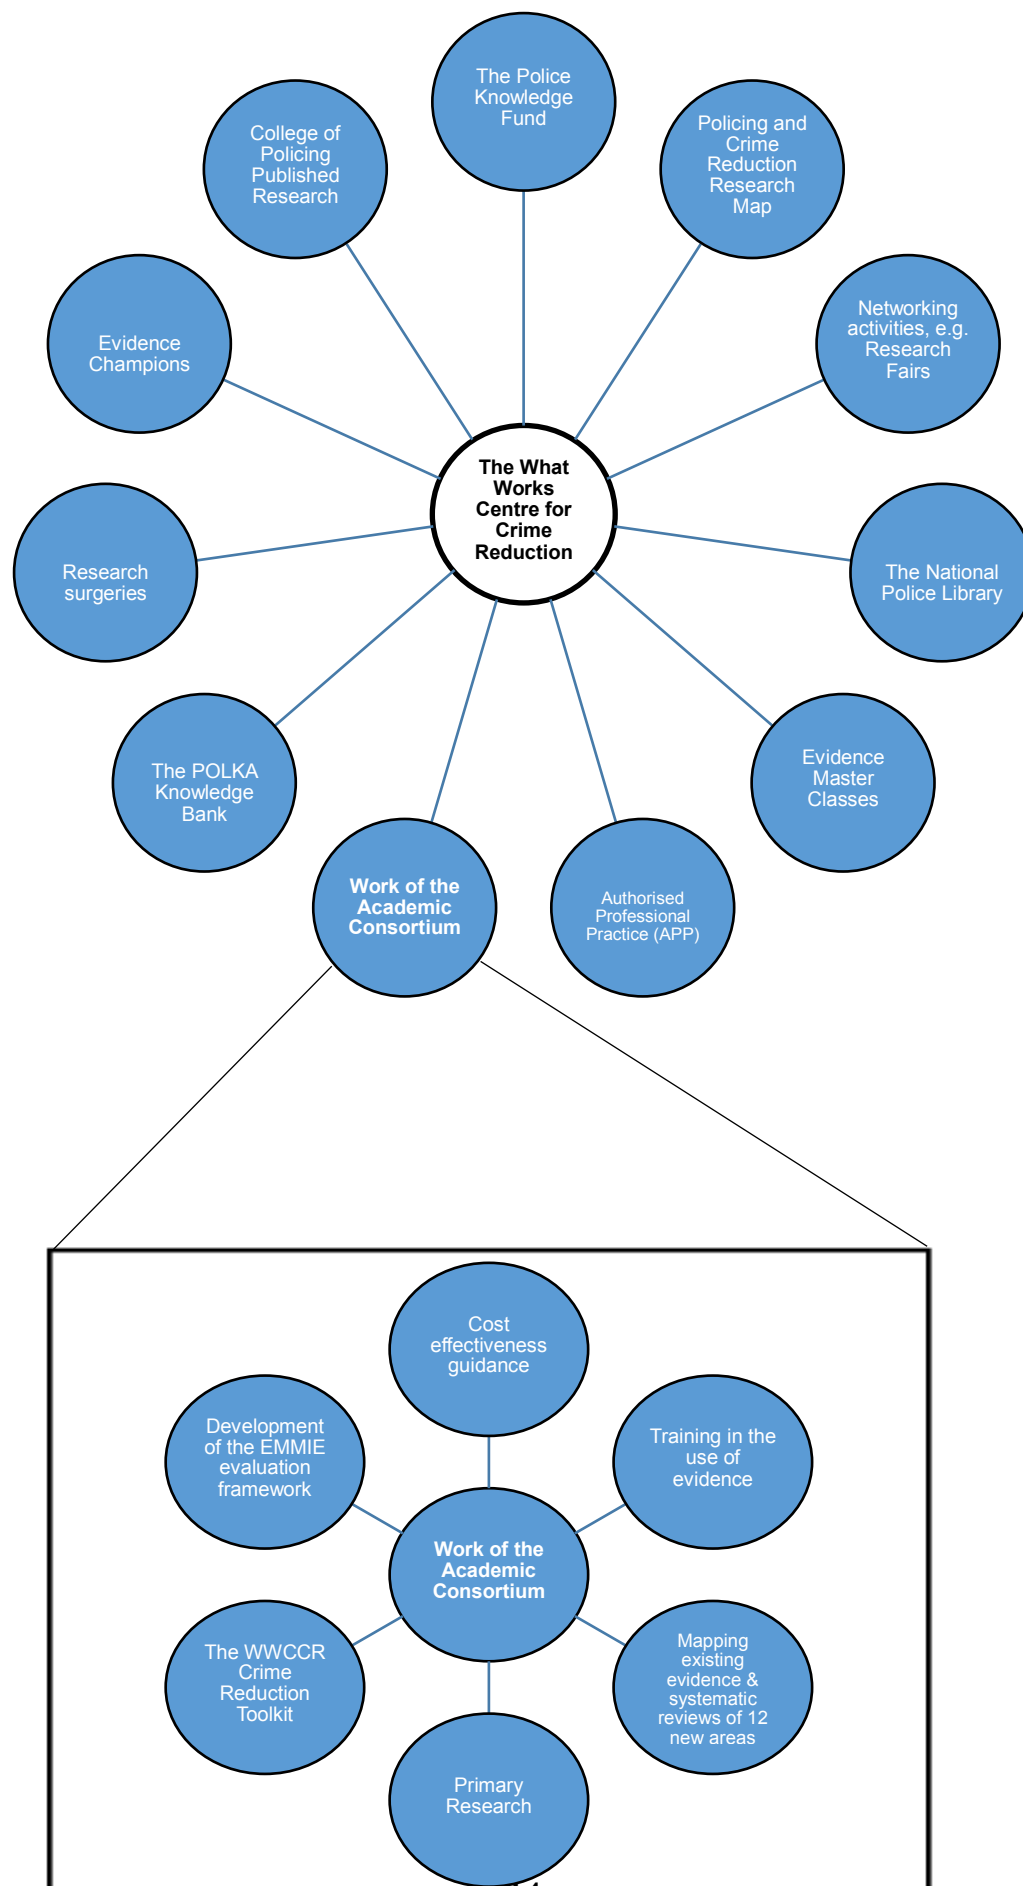 The Police
Knowledge
Fund
College of
Policing
Published
Research
Policing and
Crime
Reduction
Research
Map
Evidence
Champions
Networking
activities, e.g.
Research
Fairs
The What
Works
Centre for
Crime
Reduction
Research
surgeries
The National
Police Library
The POLKA
Knowledge
Bank
Evidence
Master
Classes
Work of the
Academic
Consortium
Authorised
Professional
Practice (APP)
Cost
effectiveness
guidance
Development
of the EMMIE
evaluation
framework
Training in the
use of
evidence
Work of the
Academic
Consortium
The WWCCR
Crime
Reduction
Toolkit
Mapping
existing
evidence &
systematic
reviews of 12
new areas
Primary
Research